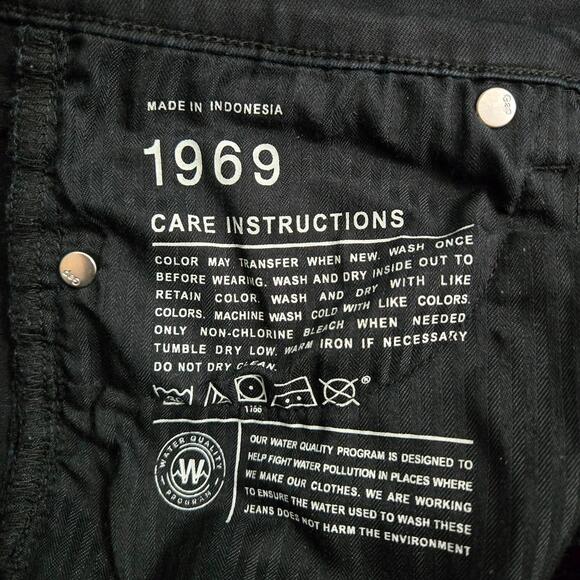 MADE IN INDONESIA
Gap
1969
CARE INSTRUCTIONS
Gap
COLOR MAY TRANSFER WHEN NEW. WASH ONCE
BEFORE WEARING. WASH AND DRY INSIDE OUT TO
RETAIN COLOR. WASH AND DRY WITH LIKE
COLORS. MACHINE WASH COLD WITH LIKE COLORS.
ONLY NON-CHLORINE BLEACH WHEN NEEDED
TUMBLE DRY LOW. WARM IRON IF NECESSARY
DO NOT DRY CLEAN.
®
WATER QUALITY
W
PROGRAM
OUR WATER QUALITY PROGRAM IS DESIGNED TO
HELP FIGHT WATER POLLUTION IN PLACES WHERE
WE MAKE OUR CLOTHES. WE ARE WORKING
TO ENSURE THE WATER USED TO WASH THESE
JEANS DOES NOT HARM THE ENVIRONMENT